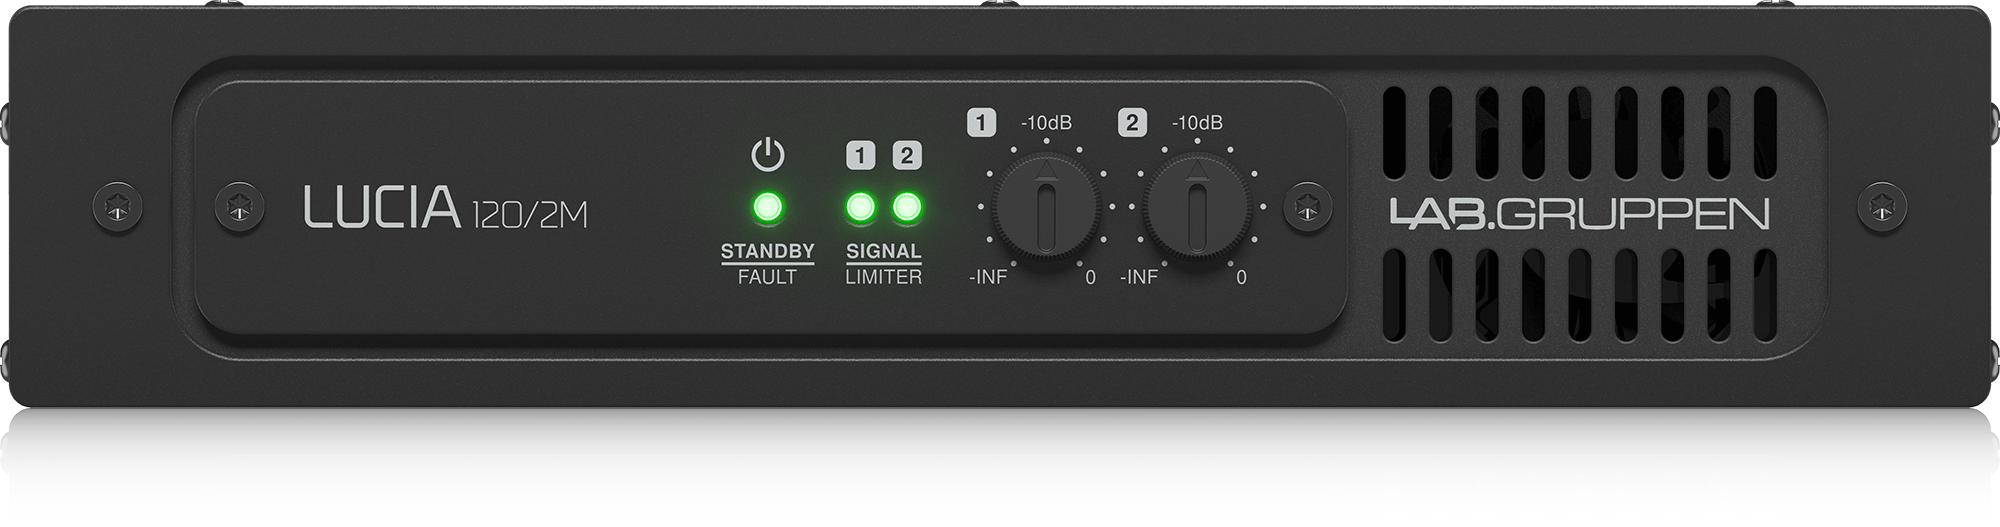 LUCIA 120/2M
STANDBY
FAULT
1 2
SIGNAL
LIMITER
1 -10dB
-INF 0
2 -10dB
-INF 0
LAB.GRUPPEN